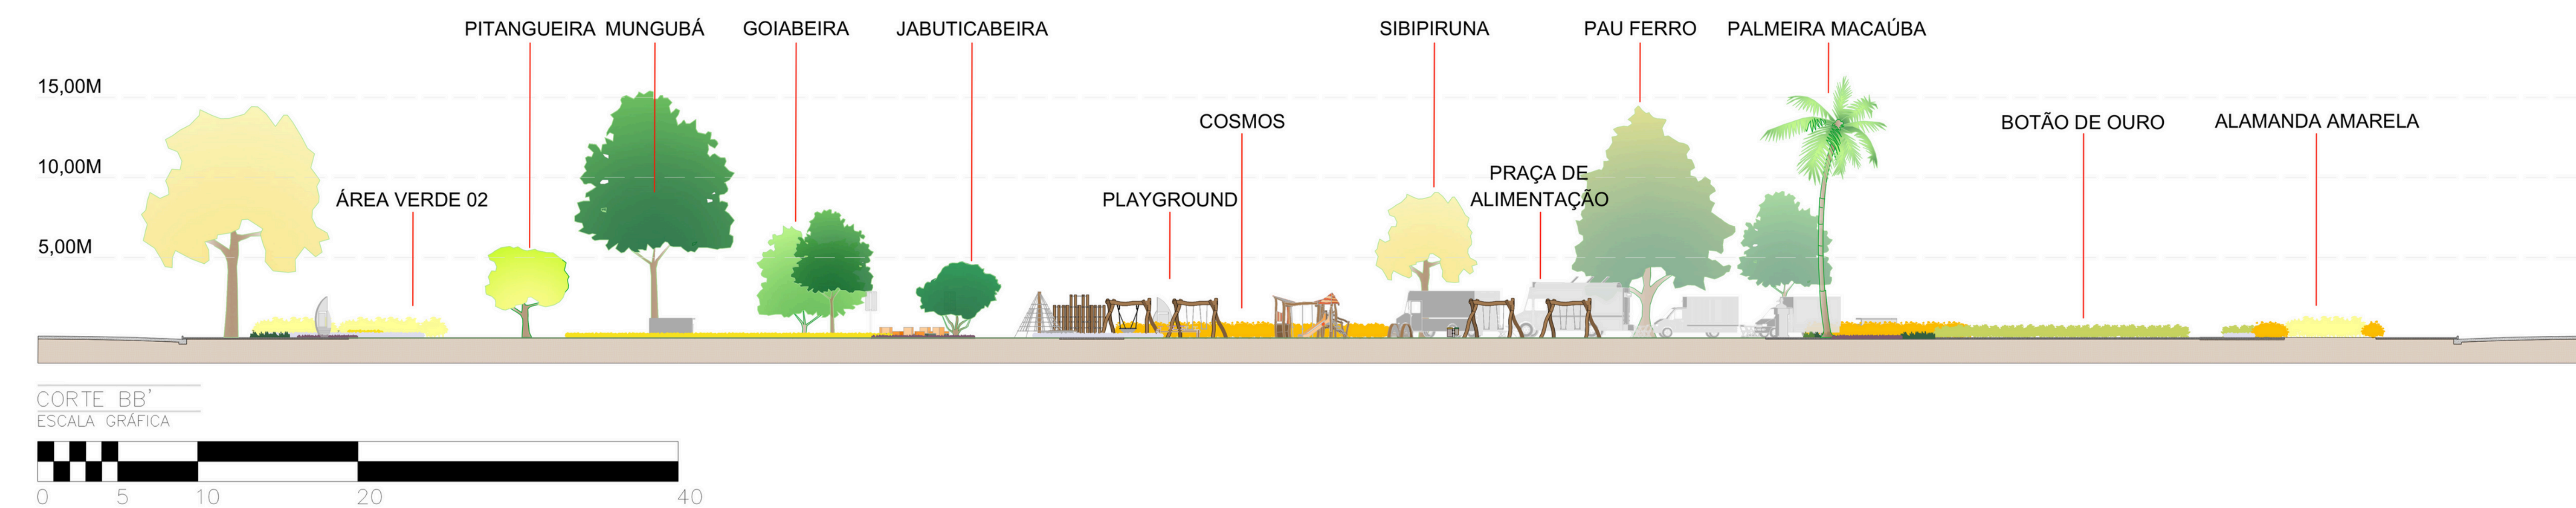 PITANGUEIRA MUNGUBÁ GOIABEIRA JABUTICABEIRA SIBIPIRUNA PAU FERRO PALMEIRA MACAÚBA
15,00M
COSMOS BOTÃO DE OURO ALAMANDA AMARELA
10,00M
PRAÇA DE
ÁREA VERDE 02 PLAYGROUND ALIMENTAÇÃO
5,00M
CORTE BB'
ESCALA GRÁFICA
0 5 10 20 40